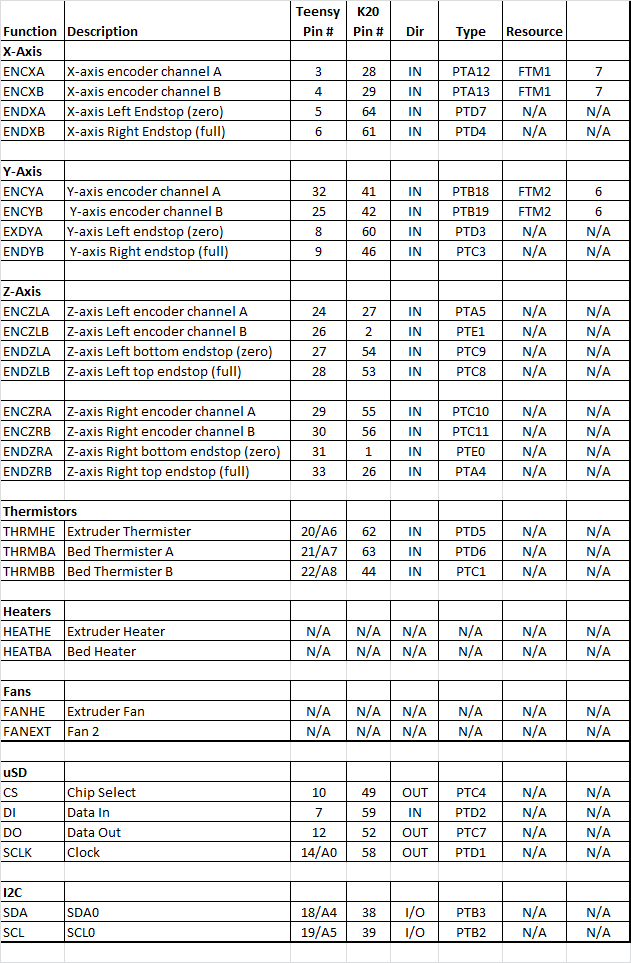 Teensy K20
Function Description Pin # Pin # Dir Type Resource
X-Axis
ENCXA X-axis encoder channel A 3 28 IN PTA12 FTM1 7
ENCXB X-axis encoder channel B 4 29 IN PTA13 FTM1 7
ENDXA X-axis Left Endstop (zero) 5 64 IN PTD7 N/A N/A
ENDXB X-axis Right Endstop (full) 6 61 IN PTD4 N/A N/A
Y-Axis
ENCYA Y-axis encoder channel A 32 41 IN PTB18 FTM2 6
ENCYB Y-axis encoder channel B 25 42 IN PTB19 FTM2 6
EXDYA Y-axis Left endstop (zero) 8 60 IN PTD3 N/A N/A
ENDYB Y-axis Right endstop (full) 9 46 IN PTC3 N/A N/A
Z-Axis
ENCZLA Z-axis Left encoder channel A 24 27 IN PTA5 N/A N/A
ENCZLB Z-axis Left encoder channel B 26 2 IN PTE1 N/A N/A
ENDZLA Z-axis Left bottom endstop (zero) 27 54 IN PTC9 N/A N/A
ENDZLB Z-axis Left top endstop (full) 28 53 IN PTC8 N/A N/A
ENCZRA Z-axis Right encoder channel A 29 55 IN PTC10 N/A N/A
ENCZRB Z-axis Right encoder channel B 30 56 IN PTC11 N/A N/A
ENDZRA Z-axis Right bottom endstop (zero) 31 1 IN PTE0 N/A N/A
ENDZRB Z-axis Right top endstop (full) 33 26 IN PTA4 N/A N/A
Thermistors
THRMHE Extruder Thermister 20/A6 62 IN PTD5 N/A N/A
THRMBA Bed Thermister A 21/A7 63 IN PTD6 N/A N/A
THRMBB Bed Thermister B 22/A8 44 IN PTC1 N/A N/A
Heaters
HEATHE Extruder Heater N/A N/A N/A N/A N/A N/A
HEATBA Bed Heater N/A N/A N/A N/A N/A N/A
Fans
FANHE Extruder Fan N/A N/A N/A N/A N/A N/A
FANEXT Fan 2 N/A N/A N/A N/A N/A N/A
uSD
CS Chip Select 10 49 OUT PTC4 N/A N/A
DI Data In 7 59 IN PTD2 N/A N/A
DO Data Out 12 52 OUT PTC7 N/A N/A
SCLK Clock 14/A0 58 OUT PTD1 N/A N/A
I2C
SDA SDA0 18/A4 38 I/O PTB3 N/A N/A
SCL SCL0 19/A5 39 I/O PTB2 N/A N/A